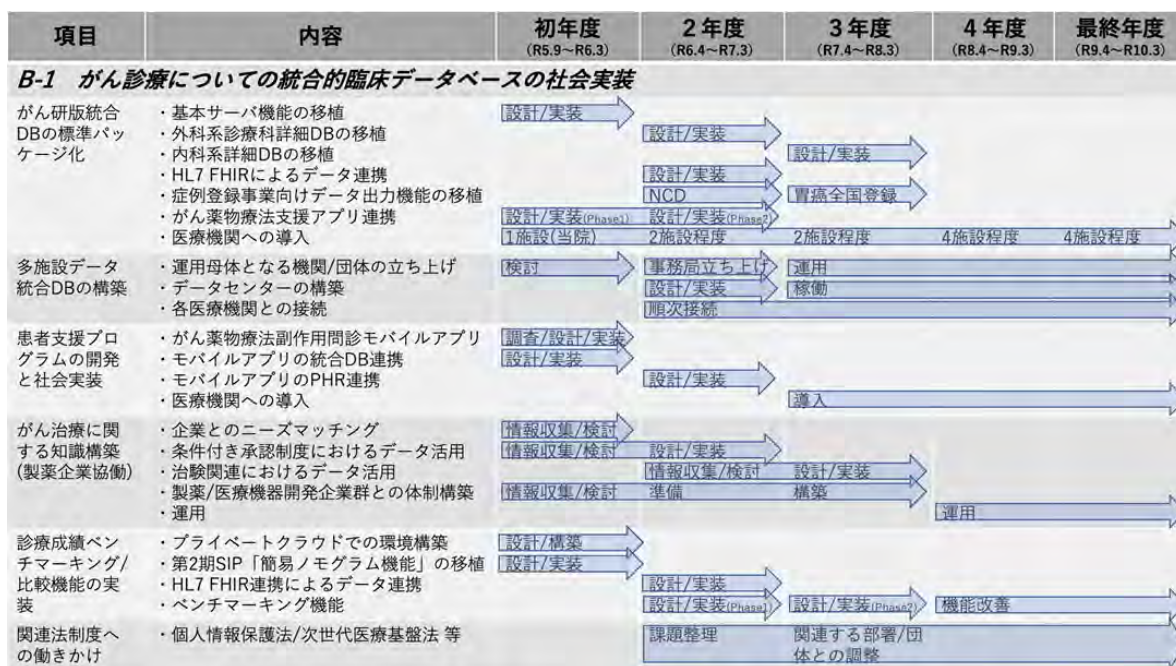 項目 内容 初年度 2年度 3年度 4年度 最終年度
(R5.9~R6.3) (R6.4~R7.3) (R7.4~R8.3) (R8.4~R9.3) (R9.4~R10.3)
B-1 がん診療についての統合的臨床データベースの社会実装
がん研版統合 ・基本サーバ機能の移植 設計/実装
DBの標準パッ ・外科系診療科詳細DBの移植 設計/実装
ケージ化 ・内科系詳細DBの移植 設計/実装
・HL7 FHIRによるデータ連携 設計/実装
・症例登録事業向けデータ出力機能の移植 NCD 胃癌全国登録
・がん薬物療法支援アプリ連携 設計/実装(Phase1) 設計/実装(Phase2)
・医療機関への導入 1施設(当院) 2施設程度 2施設程度 4施設程度 4施設程度
多施設データ ・運用母体となる機関/団体の立ち上げ 検討 事務局立ち上げ 運用
統合DBの構築 ・データセンターの構築 設計/実装 稼働
・各医療機関との接続 順次接続
患者支援プロ ・がん薬物療法副作用問診モバイルアプリ 調査/設計/実装
グラムの開発 ・モバイルアプリの統合DB連携 設計/実装
と社会実装 ・モバイルアプリのPHR連携 設計/実装
・医療機関への導入 導入
がん治療に関 ・企業とのニーズマッチング 情報収集/検討
する知識構築 ・条件付き承認制度におけるデータ活用 情報収集/検討 設計/実装
(製薬企業協働) ・治験関連におけるデータ活用 情報収集/検討 設計/実装
・製薬/医療機器開発企業群との体制構築 情報収集/検討 準備 構築
・運用 運用
診療成績ベン ・プライベートクラウドでの環境構築 設計/構築
チマーキング/ ・第2期SIP「簡易ノモグラム機能」の移植 設計/実装
比較機能の実 ・HL7 FHIR連携によるデータ連携 設計/実装
装 ・ベンチマーキング機能 設計/実装(Phase1) 設計/実装(Phase2) 機能改善
関連法制度へ ・個人情報保護法/次世代医療基盤法 等 課題整理 関連する部署/団
の働きかけ 体との調整